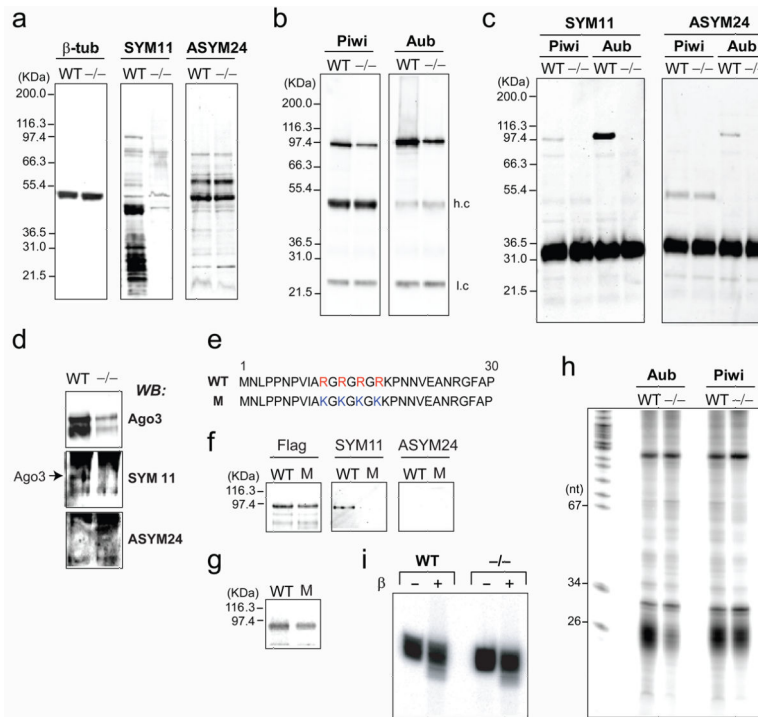 a
β-tub SYM11 ASYM24
WT –/– WT –/– WT –/–
(KDa)
200.0
116.3
97.4
66.3
55.4
36.5
31.0
21.5
b
Piwi Aub
WT –/– WT –/–
(KDa)
200.0
116.3
97.4
66.3
55.4
36.5
31.0
21.5
h.c
l.c
c
SYM11 ASYM24
Piwi Aub Piwi Aub
WT –/– WT –/– WT –/– WT –/–
(KDa)
200.0
116.3
97.4
66.3
55.4
36.5
31.0
21.5
d
WT –/– WB:
Ago3
Ago3 SYM 11
ASYM24
e
1 30
WT MNLPPNPVIARGRGRGRKPNNVEANRGFAP
M MNLPPNPVIAKGKGKGKKPNNVEANRGFAP
f
Flag SYM11 ASYM24
WT M WT M WT M
(KDa)
116.3
97.4
g
WT M
(KDa)
116.3
97.4
h
Aub Piwi
WT –/– WT –/–
(nt)
67
34
26
i
WT –/–
β – + – +